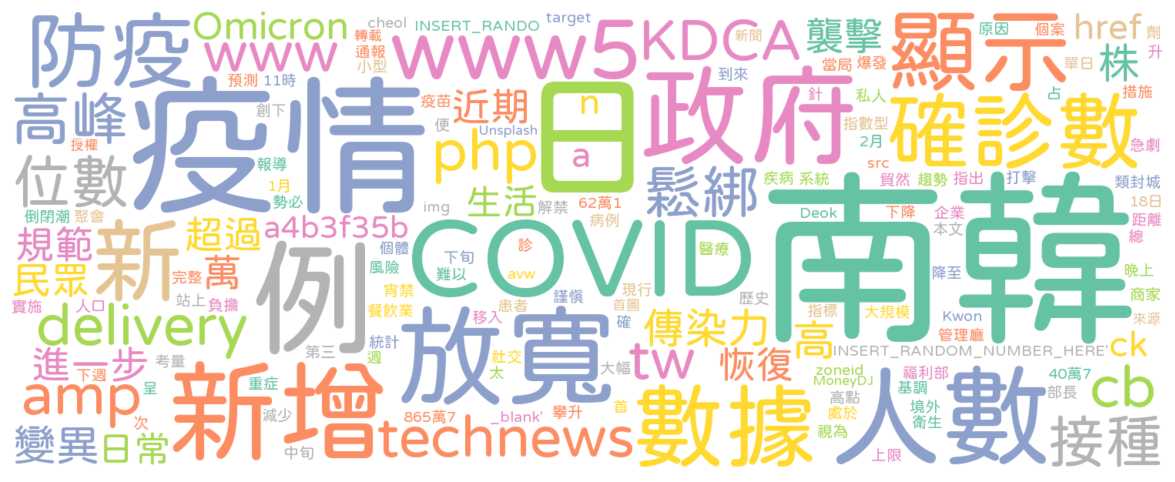 Omicron cheol INSERT_RANDO target
防疫 www 轉載 通報 小型 www5 KDCA 新聞 襲擊 顯示 原因 個案 href 劑 升
預測 11時 到來 當局 爆發 單日 株
高峰 疫情 創下 疫苗 近期 n 日 政府 針 私人 占 措施
授權 便 Unsplash 指數型 確診數
位數 報導 php a 2月 急劇
1月 勢必 生活 鬆綁 src 疾病 系統 貿然 趨勢 指出 打擊 類封城
倒閉潮 聚會 新 超過 a4b3f35b img 解禁 62萬1 病例 Deok 下降 企業 本文 18日 距離 總
規範 萬 例 個體 下旬 診 COVID 醫療 南韓 晚上
民眾 完整 風險 難以 avw 降至 商家
實施 人口 站上 負擔 宵禁 患者 謹慎 現行 首圖 歷史
delivery 餐飲業 放寬 移入 確 傳染力 指標 大規模 Kwon 管理廳 來源
進一步 考量 第三 統計 週 社交 太 大幅 tw 恢復 高 INSERT_RANDOM_NUMBER_HERE' ck
下週 呈 重症 zoneid MoneyDJ 福利部 基調 40萬7 部長 cb
amp 新增 減少 865萬7 _blank' 攀升 首 數據 高點 處於 境外 衛生 人數
次 technews 視為 接種
變異 日常 中旬 上限